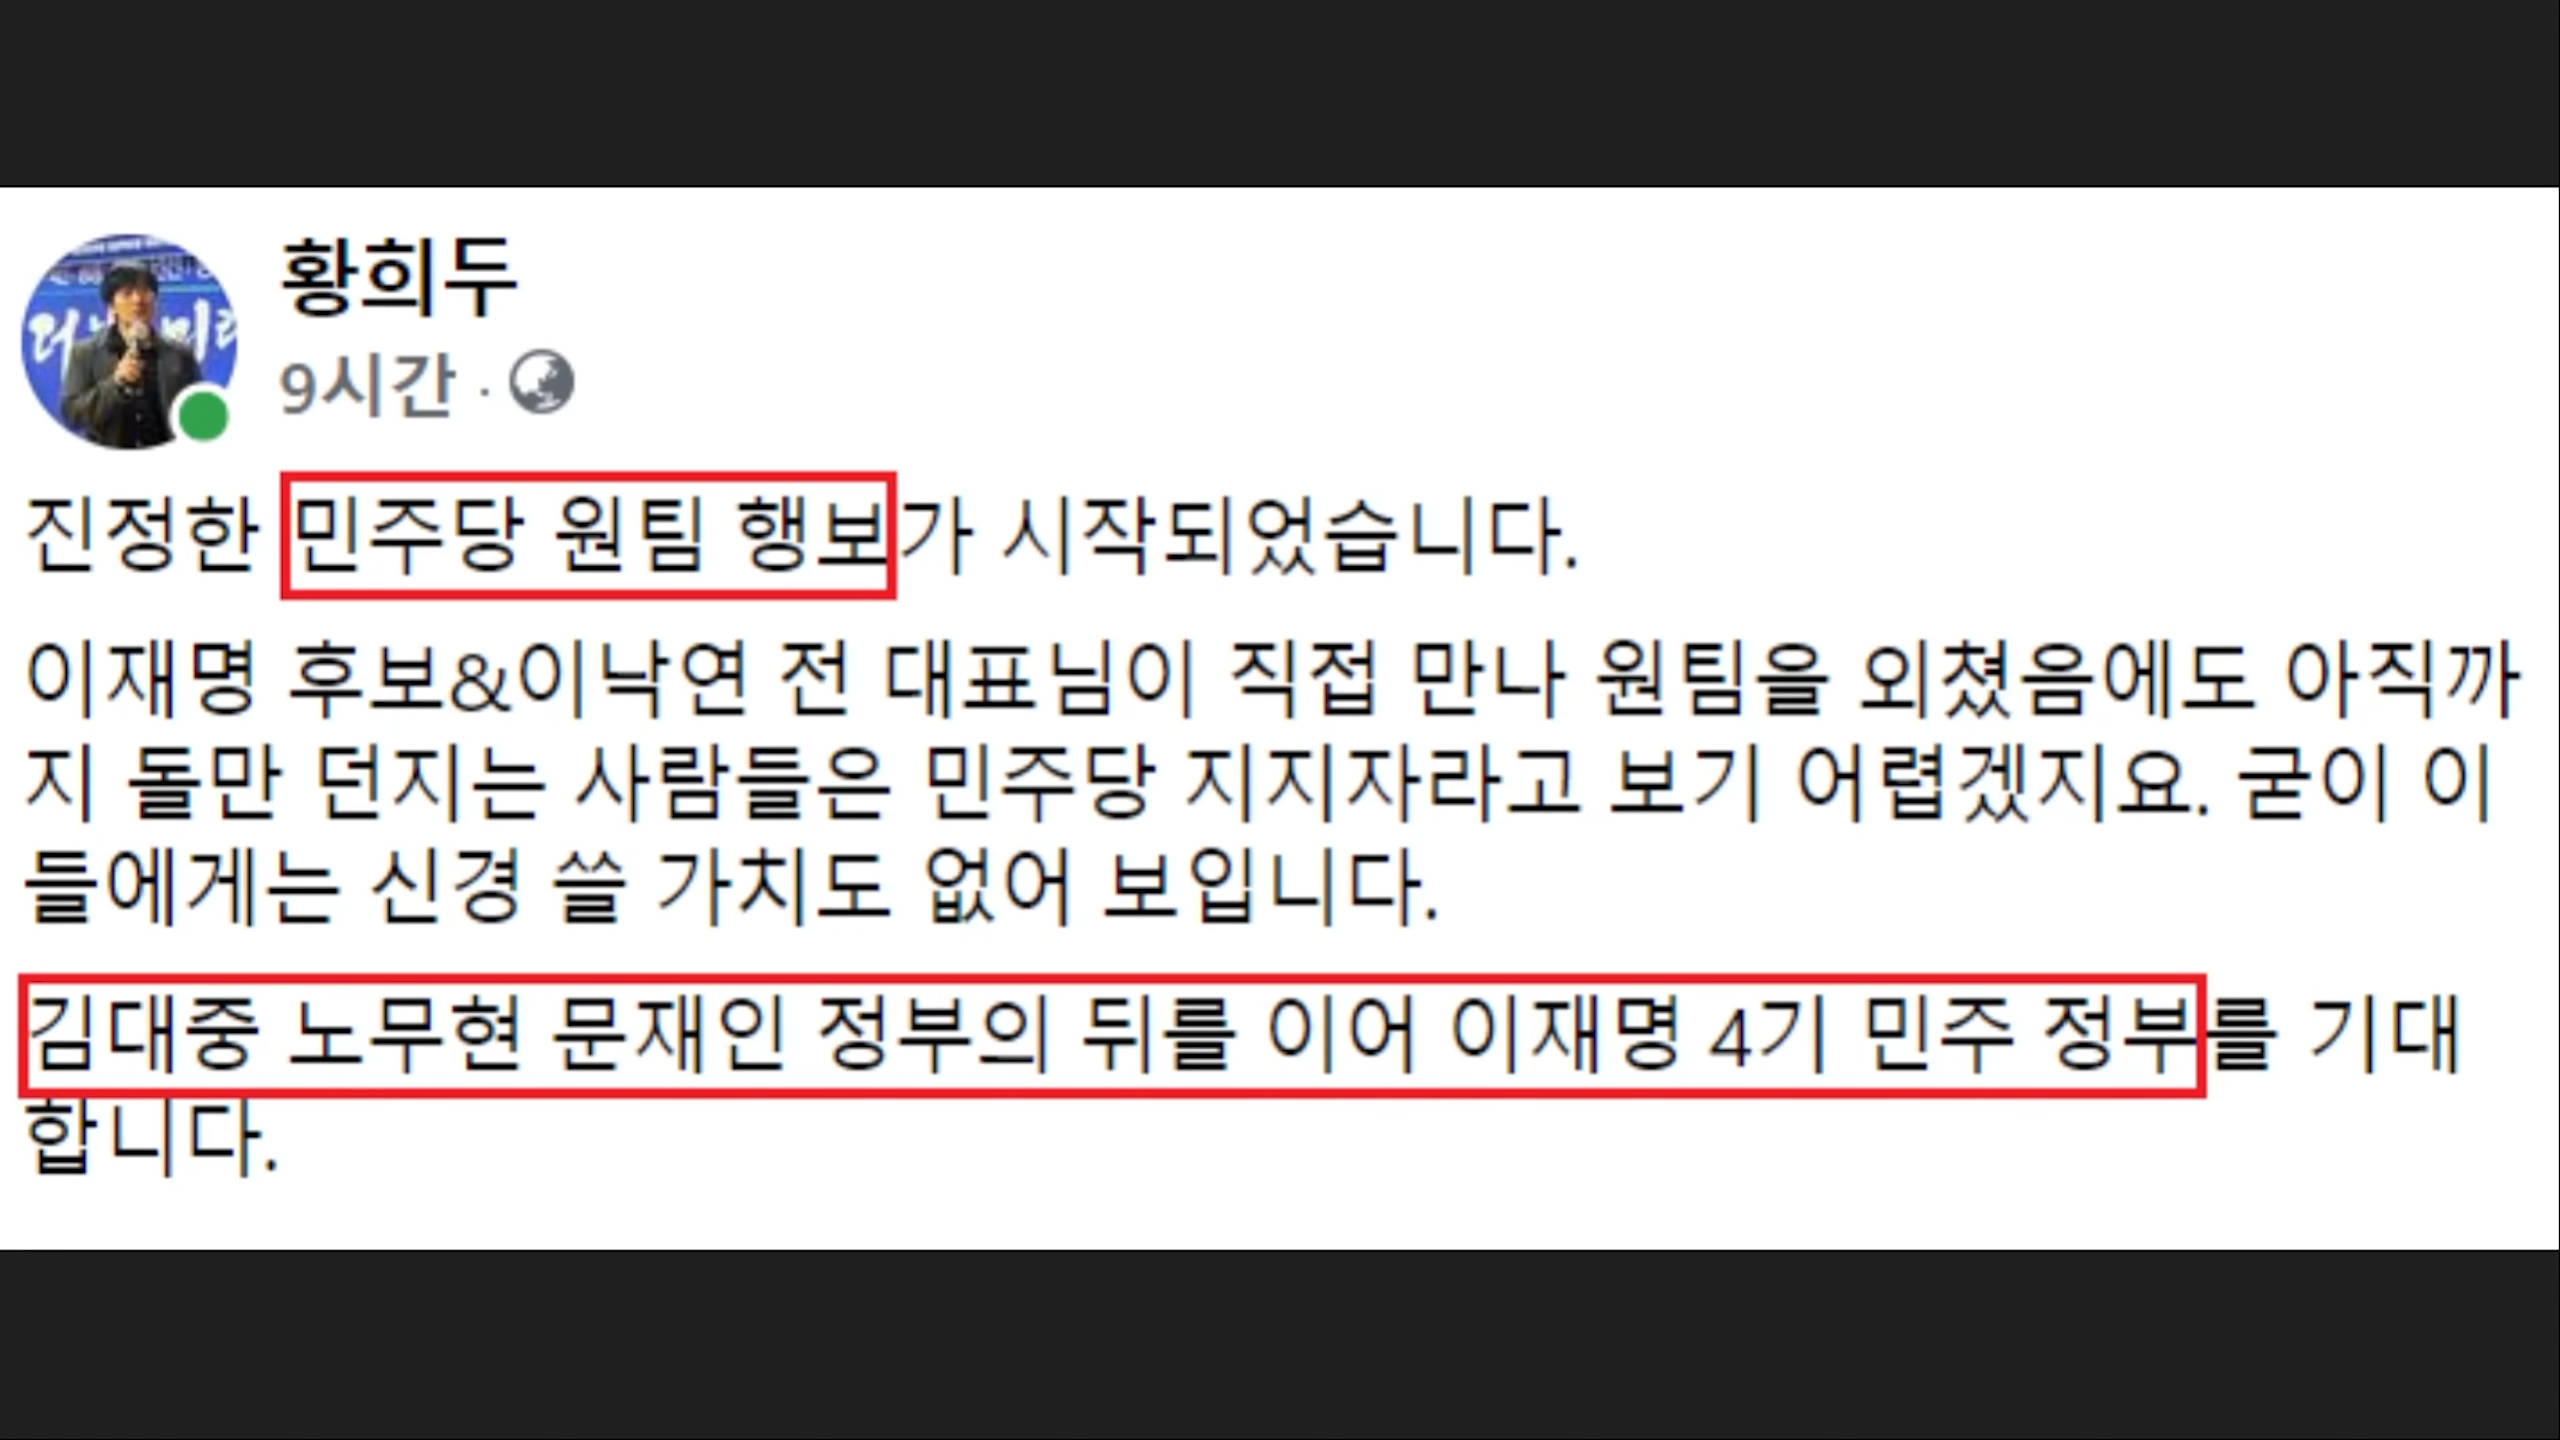 황희두
9시간 ·
진정한 민주당 원팀 행보가 시작되었습니다.
이재명 후보&이낙연 전 대표님이 직접 만나 원팀을 외쳤음에도 아직까
지 돌만 던지는 사람들은 민주당 지지자라고 보기 어렵겠지요. 굳이 이
들에게는 신경 쓸 가치도 없어 보입니다.
김대중 노무현 문재인 정부의 뒤를 이어 이재명 4기 민주 정부를 기대
합니다.